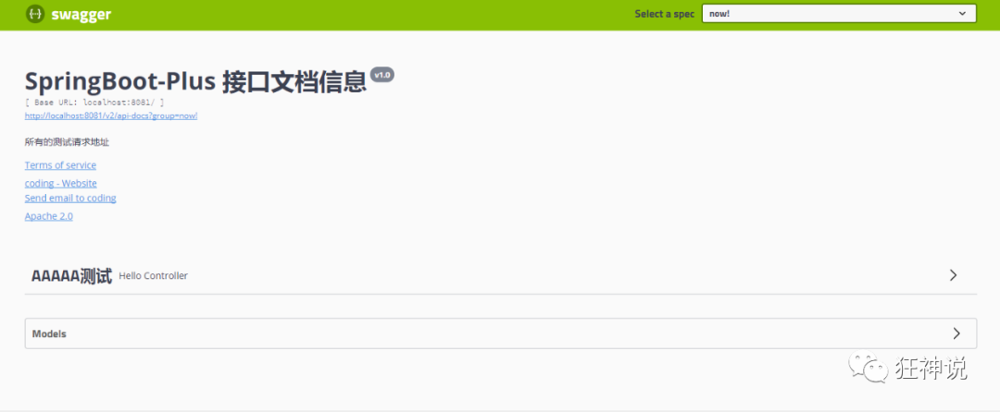 swagger
Select a spec now!
SpringBoot-Plus 接口文档信息 v1.0
[ Base URL: localhost:8081/ ]
http://localhost:8081/v2/api-docs?group=now!
所有的测试请求地址
Terms of service
coding - Website
Send email to coding
Apache 2.0
AAAAA测试 Hello Controller
Models
狂神说